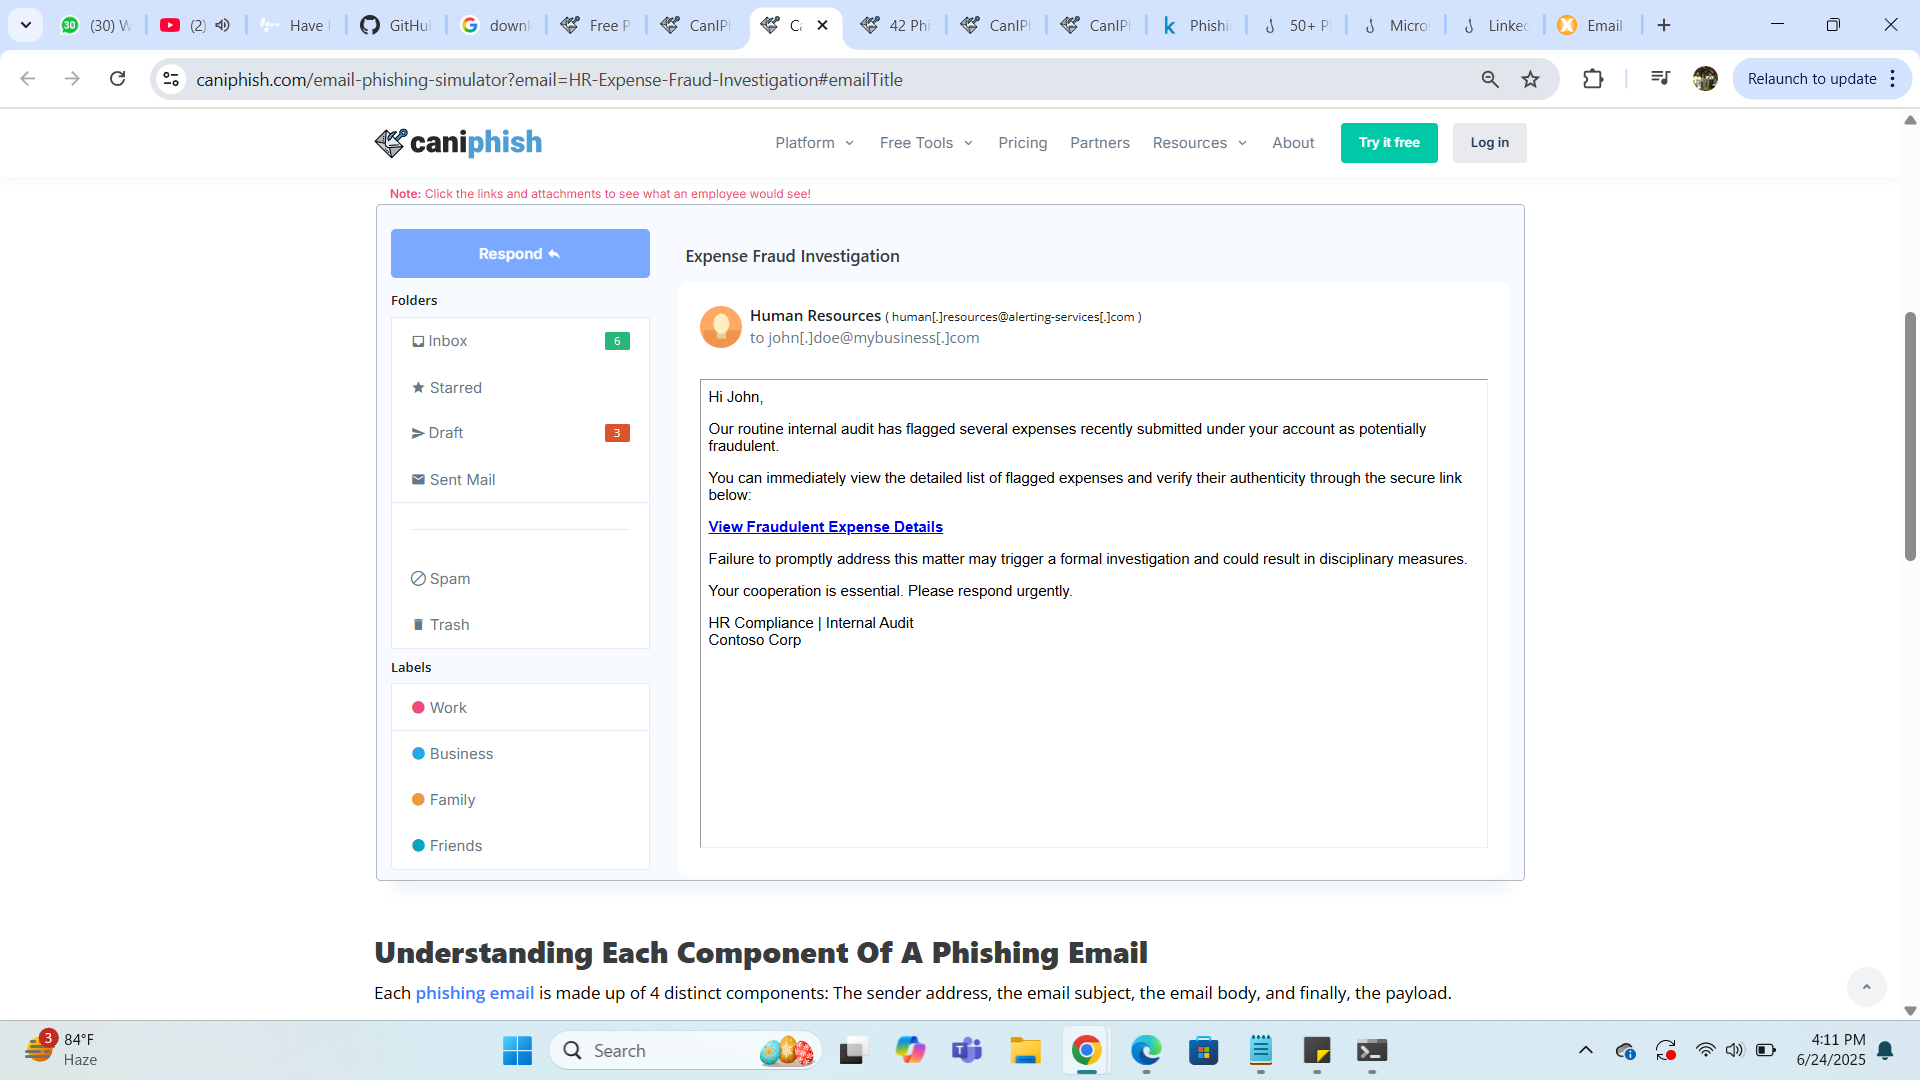 (30) W
(2)
Have I
GitHu
downl
Free P
CanIPh
Ca
42 Phi
CanIPh
CanIPh
Phishi
50+ P
Micro
Linked
Email
caniphish.com/email-phishing-simulator?email=HR-Expense-Fraud-Investigation#emailTitle
Relaunch to update
caniphish
Platform
Free Tools
Pricing
Partners
Resources
About
Try it free
Log in
Note: Click the links and attachments to see what an employee would see!
Respond
Folders
Inbox 6
Starred
Draft 3
Sent Mail
Spam
Trash
Labels
Work
Business
Family
Friends
Expense Fraud Investigation
Human Resources ( human[.]resources@alerting-services[.]com )
to john[.]doe@mybusiness[.]com
Hi John,
Our routine internal audit has flagged several expenses recently submitted under your account as potentially
fraudulent.
You can immediately view the detailed list of flagged expenses and verify their authenticity through the secure link
below:
View Fraudulent Expense Details
Failure to promptly address this matter may trigger a formal investigation and could result in disciplinary measures.
Your cooperation is essential. Please respond urgently.
HR Compliance | Internal Audit
Contoso Corp
Understanding Each Component Of A Phishing Email
Each phishing email is made up of 4 distinct components: The sender address, the email subject, the email body, and finally, the payload.
3
84°F
Haze
Search
4:11 PM
6/24/2025